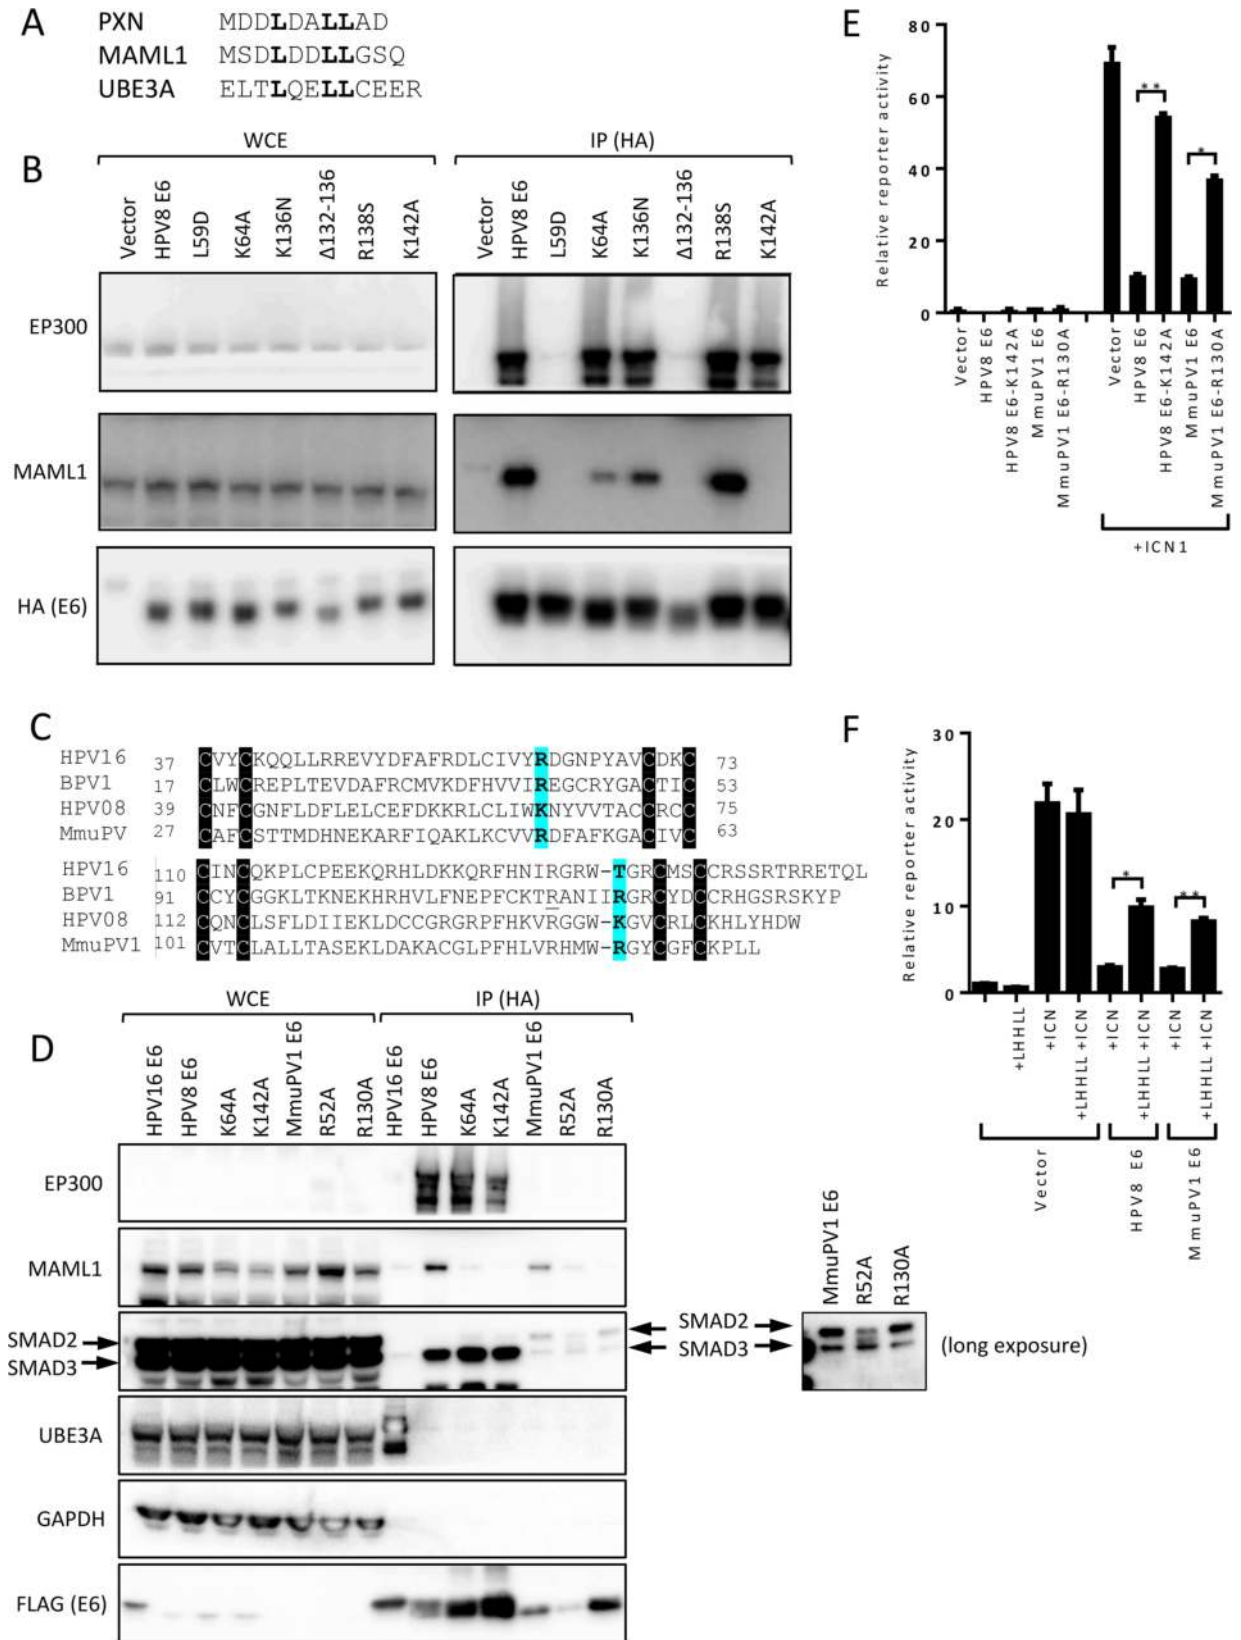 A
PXN MDDLDALLAD
MAML1 MSDLDDLLGSQ
UBE3A ELTLQELLCEER
B
WCE IP (HA)
Vector HPV8 E6 L59D K64A K136N Δ132-136 R138S K142A Vector HPV8 E6 L59D K64A K136N Δ132-136 R138S K142A
EP300
MAML1
HA (E6)
C
HPV16 37 CVYCKQQLLRREVYDFAFRDLCIVYRDGNPYAVCDKC 73
BPV1 17 CLWCREPLTEVDAFRCMVKDFHVVIREGCRYGACTIC 53
HPV08 39 CNFCGNFLDFLELCEFDKKRLCLIWKNYVVTACCRCC 75
MmuPV 27 CAFCSTTMDHNEKARFIQAKLKCVVRDFAFKGACIVC 63
HPV16 110 CINCQKPLCPEEKQRHLDKKQRFHNIRGRW-TGRCMSCCRSSRTRRETQL
BPV1 91 CCYCGGKLTKNEKHRHVLFNEPFCKTRANIIRGRCYDCCRHGSRSKYP
HPV08 112 CQNCLSFLDIIEKLDCCGRGRPFHKVRGGW-KGVCRLCKHLYHDW
MmuPV1 101 CVTCLALLTASEKLDAKACGLPFHLVRHMW-RGYCGFCKPLL
D
WCE IP (HA)
HPV16 E6 HPV8 E6 K64A K142A MmuPV1 E6 R52A R130A HPV16 E6 HPV8 E6 K64A K142A MmuPV1 E6 R52A R130A
EP300
MAML1
SMAD2
SMAD3
UBE3A
GAPDH
FLAG (E6)
MmuPV1 E6 R52A R130A
SMAD2
SMAD3
(long exposure)
E
Relative reporter activity
80
60
40
20
0
** *
Vector HPV8 E6 HPV8 E6-K142A MmuPV1 E6 MmuPV1 E6-R130A Vector HPV8 E6 HPV8 E6-K142A MmuPV1 E6 MmuPV1 E6-R130A
+ICN1
F
Relative reporter activity
30
20
10
0
* **
+LHHLL +ICN +LHHLL +ICN +ICN +LHHLL +ICN +ICN +LHHLL +ICN
Vector HPV8 E6 MmuPV1 E6